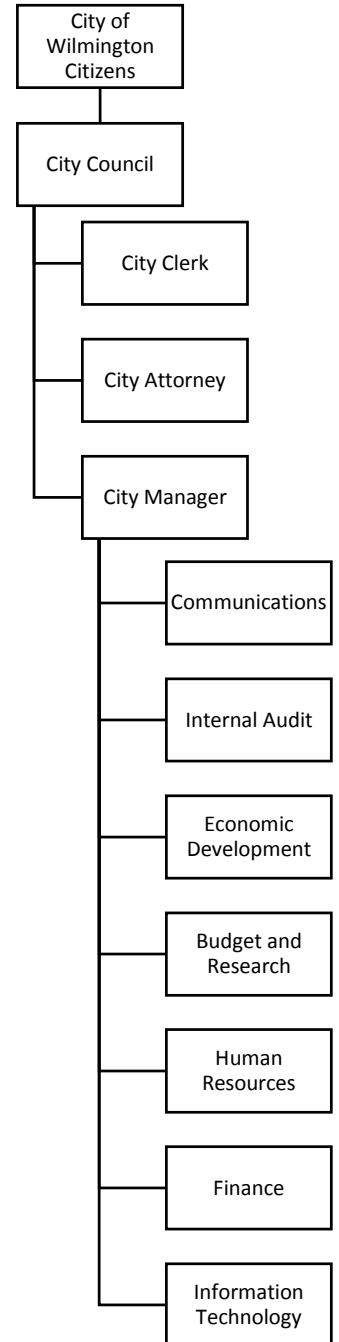 City of
Wilmington
Citizens
City Council
City Clerk
City Attorney
City Manager
Communications
Internal Audit
Economic
Development
Budget and
Research
Human
Resources
Finance
Information
Technology